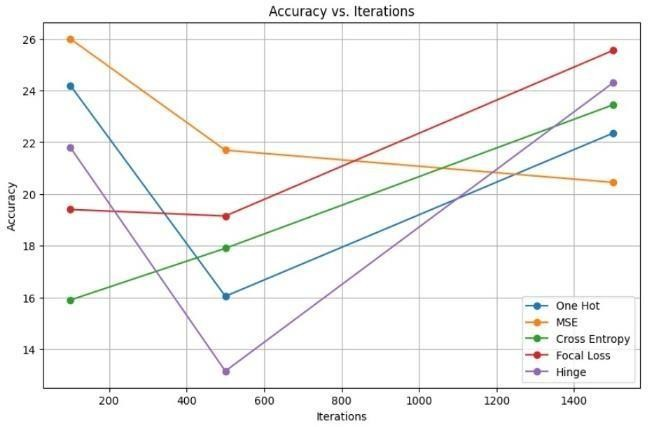 Accuracy vs. Iterations
26
24
22
20
18
16
14
Accuracy
200 400 600 800 1000 1200 1400
Iterations
One Hot
MSE
Cross Entropy
Focal Loss
Hinge